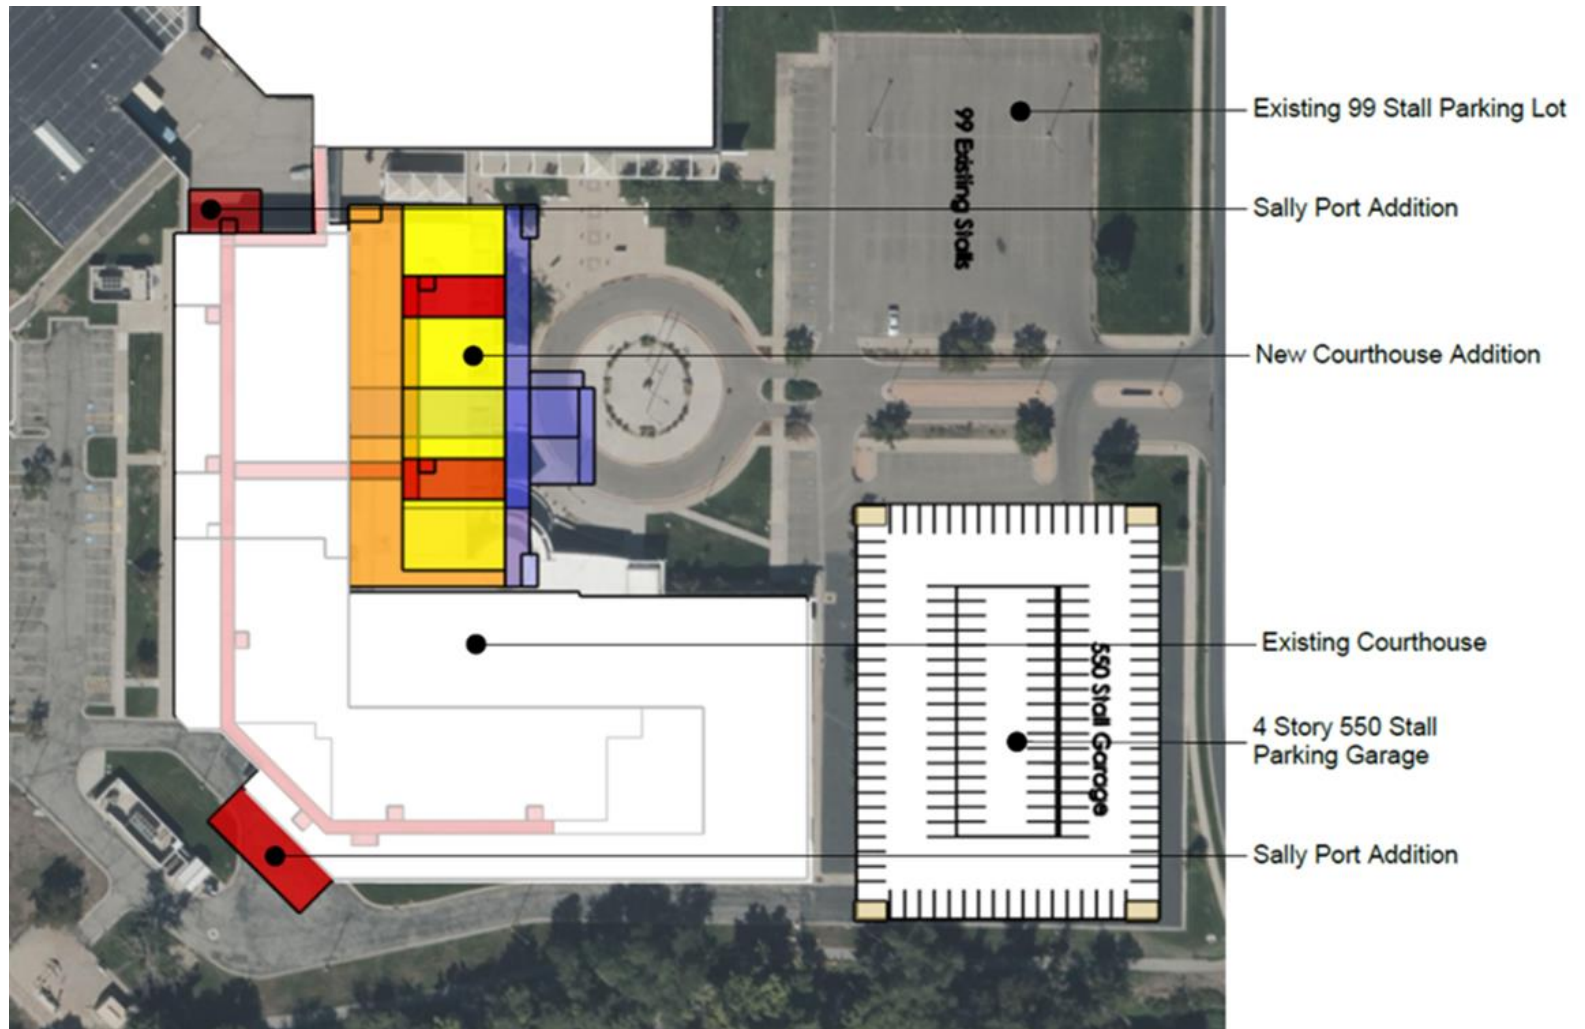 Existing 99 Stall Parking Lot
99 Existing Stalls
Sally Port Addition
New Courthouse Addition
Existing Courthouse
550 Stall Garage
4 Story 550 Stall
Parking Garage
Sally Port Addition